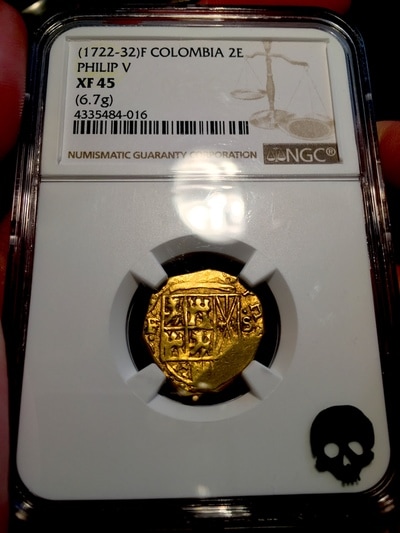 (1722-32)F COLOMBIA 2E
PHILIP V
XF 45
(6.7g)
4335484-016
NUMISMATIC GUARANTY CORPORATION NGC®
F S